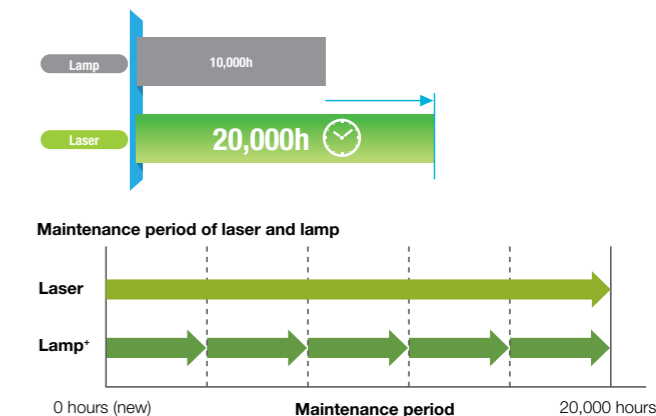 Lamp
10,000h
Laser
20,000h
Maintenance period of laser and lamp
Laser
Lamp+
0 hours (new) Maintenance period 20,000 hours